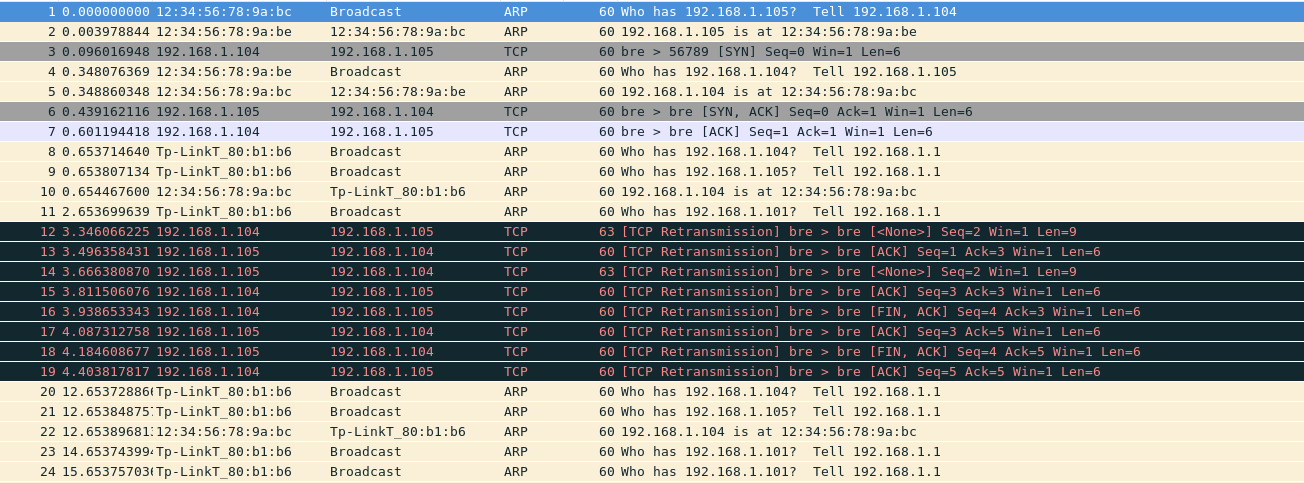 1 0.000000000 12:34:56:78:9a:bc Broadcast ARP 60 Who has 192.168.1.105? Tell 192.168.1.104
2 0.003978844 12:34:56:78:9a:be 12:34:56:78:9a:bc ARP 60 192.168.1.105 is at 12:34:56:78:9a:be
3 0.096016948 192.168.1.104 192.168.1.105 TCP 60 bre > 56789 [SYN] Seq=0 Win=1 Len=6
4 0.348076369 12:34:56:78:9a:be Broadcast ARP 60 Who has 192.168.1.104? Tell 192.168.1.105
5 0.348860348 12:34:56:78:9a:bc 12:34:56:78:9a:be ARP 60 192.168.1.104 is at 12:34:56:78:9a:bc
6 0.439162116 192.168.1.105 192.168.1.104 TCP 60 bre > bre [SYN, ACK] Seq=0 Ack=1 Win=1 Len=6
7 0.601194418 192.168.1.104 192.168.1.105 TCP 60 bre > bre [ACK] Seq=1 Ack=1 Win=1 Len=6
8 0.653714640 Tp-LinkT_80:b1:b6 Broadcast ARP 60 Who has 192.168.1.104? Tell 192.168.1.1
9 0.653807134 Tp-LinkT_80:b1:b6 Broadcast ARP 60 Who has 192.168.1.105? Tell 192.168.1.1
10 0.654467600 12:34:56:78:9a:bc Tp-LinkT_80:b1:b6 ARP 60 192.168.1.104 is at 12:34:56:78:9a:bc
11 2.653699639 Tp-LinkT_80:b1:b6 Broadcast ARP 60 Who has 192.168.1.101? Tell 192.168.1.1
12 3.346066225 192.168.1.104 192.168.1.105 TCP 63 [TCP Retransmission] bre > bre [<None>] Seq=2 Win=1 Len=9
13 3.496358431 192.168.1.105 192.168.1.104 TCP 60 [TCP Retransmission] bre > bre [ACK] Seq=1 Ack=3 Win=1 Len=6
14 3.666380870 192.168.1.105 192.168.1.104 TCP 63 [TCP Retransmission] bre > bre [<None>] Seq=2 Win=1 Len=9
15 3.811506076 192.168.1.104 192.168.1.105 TCP 60 [TCP Retransmission] bre > bre [ACK] Seq=3 Ack=3 Win=1 Len=6
16 3.938653343 192.168.1.104 192.168.1.105 TCP 60 [TCP Retransmission] bre > bre [FIN, ACK] Seq=4 Ack=3 Win=1 Len=6
17 4.087312758 192.168.1.105 192.168.1.104 TCP 60 [TCP Retransmission] bre > bre [ACK] Seq=3 Ack=5 Win=1 Len=6
18 4.184608677 192.168.1.105 192.168.1.104 TCP 60 [TCP Retransmission] bre > bre [FIN, ACK] Seq=4 Ack=5 Win=1 Len=6
19 4.403817817 192.168.1.104 192.168.1.105 TCP 60 [TCP Retransmission] bre > bre [ACK] Seq=5 Ack=5 Win=1 Len=6
20 Tp-LinkT_80:b1:b6 Broadcast ARP 60 Who has 192.168.1.104? Tell 192.168.1.1
21 Tp-LinkT_80:b1:b6 Broadcast ARP 60 Who has 192.168.1.105? Tell 192.168.1.1
22 12:34:56:78:9a:bc Tp-LinkT_80:b1:b6 ARP 60 192.168.1.104 is at 12:34:56:78:9a:bc
23 Tp-LinkT_80:b1:b6 Broadcast ARP 60 Who has 192.168.1.101? Tell 192.168.1.1
24 Tp-LinkT_80:b1:b6 Broadcast ARP 60 Who has 192.168.1.101? Tell 192.168.1.1